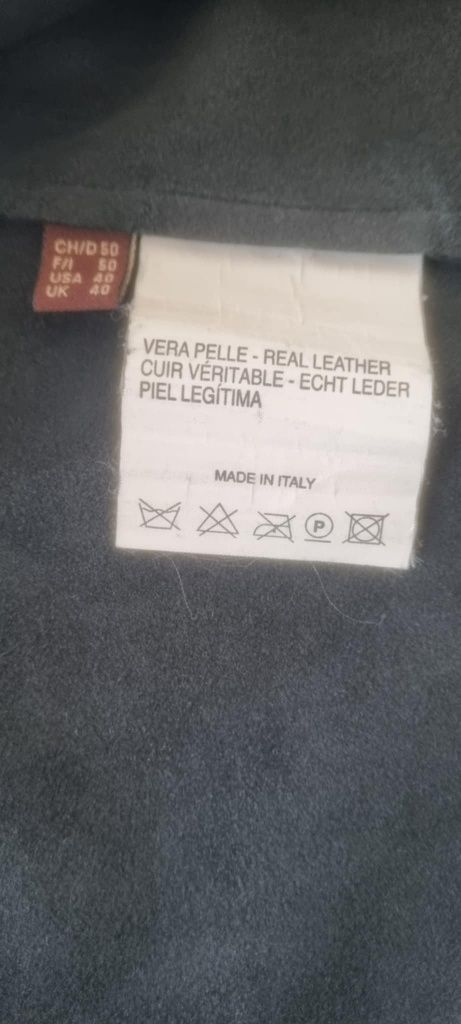 CH/D 50
F/I 50
USA 40
UK 40
VERA PELLE - REAL LEATHER
CUIR VÉRITABLE - ECHT LEDER
PIEL LEGÍTIMA
MADE IN ITALY
P